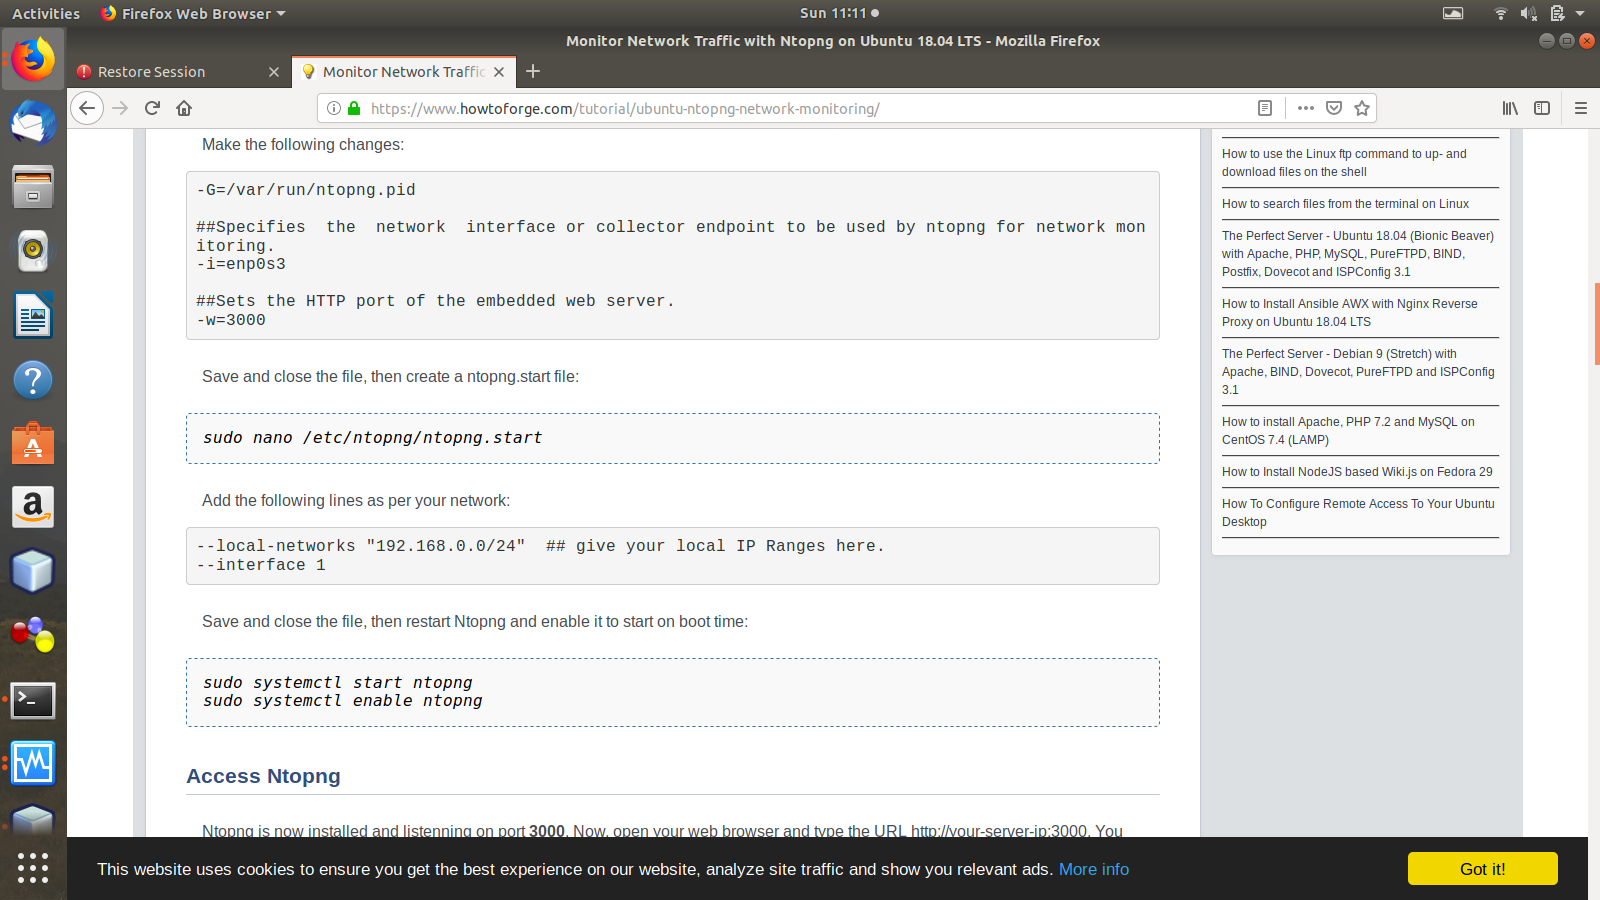 Activities
Firefox Web Browser
Sun 11:11
Monitor Network Traffic with Ntopng on Ubuntu 18.04 LTS - Mozilla Firefox
Restore Session
Monitor Network Traffic
https://www.howtoforge.com/tutorial/ubuntu-ntopng-network-monitoring/
Make the following changes:
-G=/var/run/ntopng.pid
##Specifies  the  network  interface or collector endpoint to be used by ntopng for network mon
itoring.
-i=enp0s3
##Sets the HTTP port of the embedded web server.
-w=3000
Save and close the file, then create a ntopng.start file:
sudo nano /etc/ntopng/ntopng.start
Add the following lines as per your network:
--local-networks "192.168.0.0/24"  ## give your local IP Ranges here.
--interface 1
Save and close the file, then restart Ntopng and enable it to start on boot time:
sudo systemctl start ntopng
sudo systemctl enable ntopng
Access Ntopng
Ntopng is now installed and listenning on port 3000. Now, open your web browser and type the URL http://your-server-ip:3000. You
How to use the Linux ftp command to up- and
download files on the shell
How to search files from the terminal on Linux
The Perfect Server - Ubuntu 18.04 (Bionic Beaver)
with Apache, PHP, MySQL, PureFTPD, BIND,
Postfix, Dovecot and ISPConfig 3.1
How to Install Ansible AWX with Nginx Reverse
Proxy on Ubuntu 18.04 LTS
The Perfect Server - Debian 9 (Stretch) with
Apache, BIND, Dovecot, PureFTPD and ISPConfig
3.1
How to install Apache, PHP 7.2 and MySQL on
CentOS 7.4 (LAMP)
How to Install NodeJS based Wiki.js on Fedora 29
How To Configure Remote Access To Your Ubuntu
Desktop
This website uses cookies to ensure you get the best experience on our website, analyze site traffic and show you relevant ads. More info
Got it!